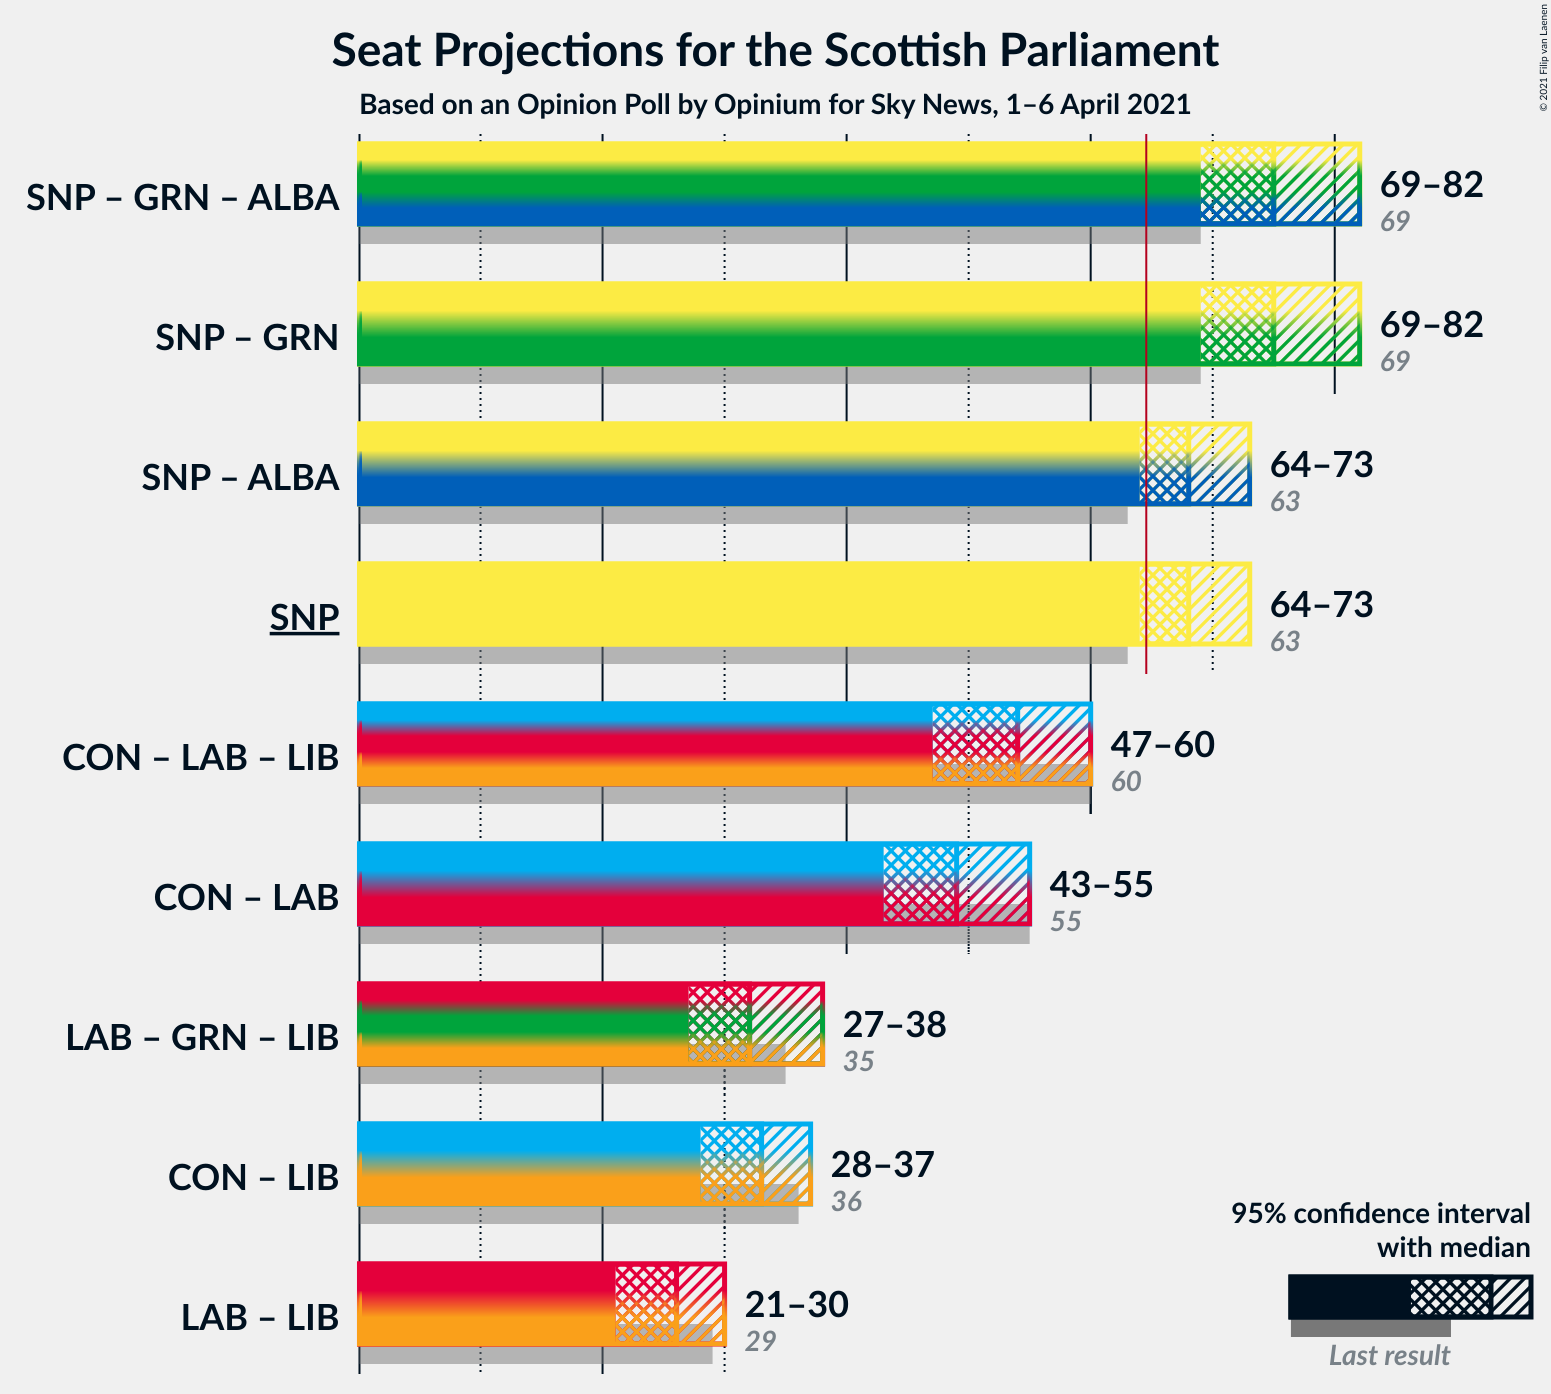 Seat Projections for the Scottish Parliament
Based on an Opinion Poll by Opinium for Sky News, 1–6 April 2021
© 2021 Filip van Laenen
SNP – GRN – ALBA
69–82
69
SNP – GRN
69–82
69
SNP – ALBA
64–73
63
SNP
64–73
63
CON – LAB – LIB
47–60
60
CON – LAB
43–55
55
LAB – GRN – LIB
27–38
35
CON – LIB
28–37
36
LAB – LIB
21–30
29
95% confidence interval
with median
Last result